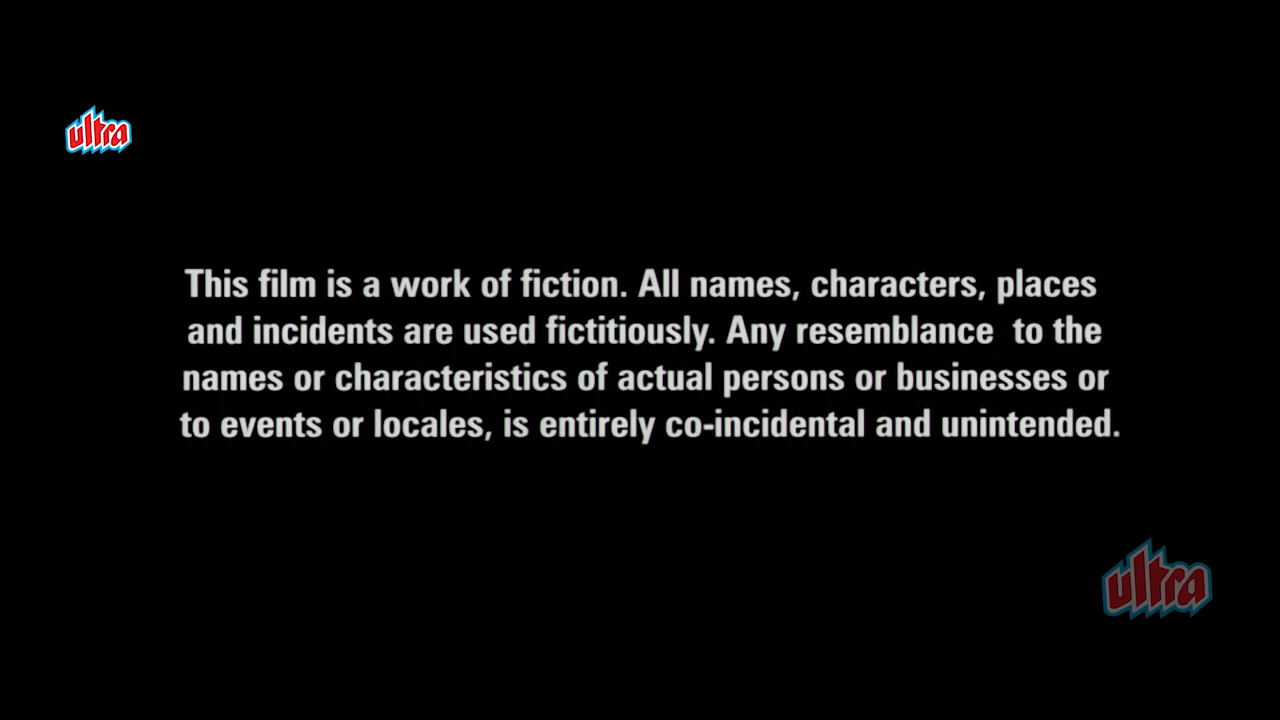 ultra
This film is a work of fiction. All names, characters, places
and incidents are used fictitiously. Any resemblance to the
names or characteristics of actual persons or businesses or
to events or locales, is entirely co-incidental and unintended.
ultra